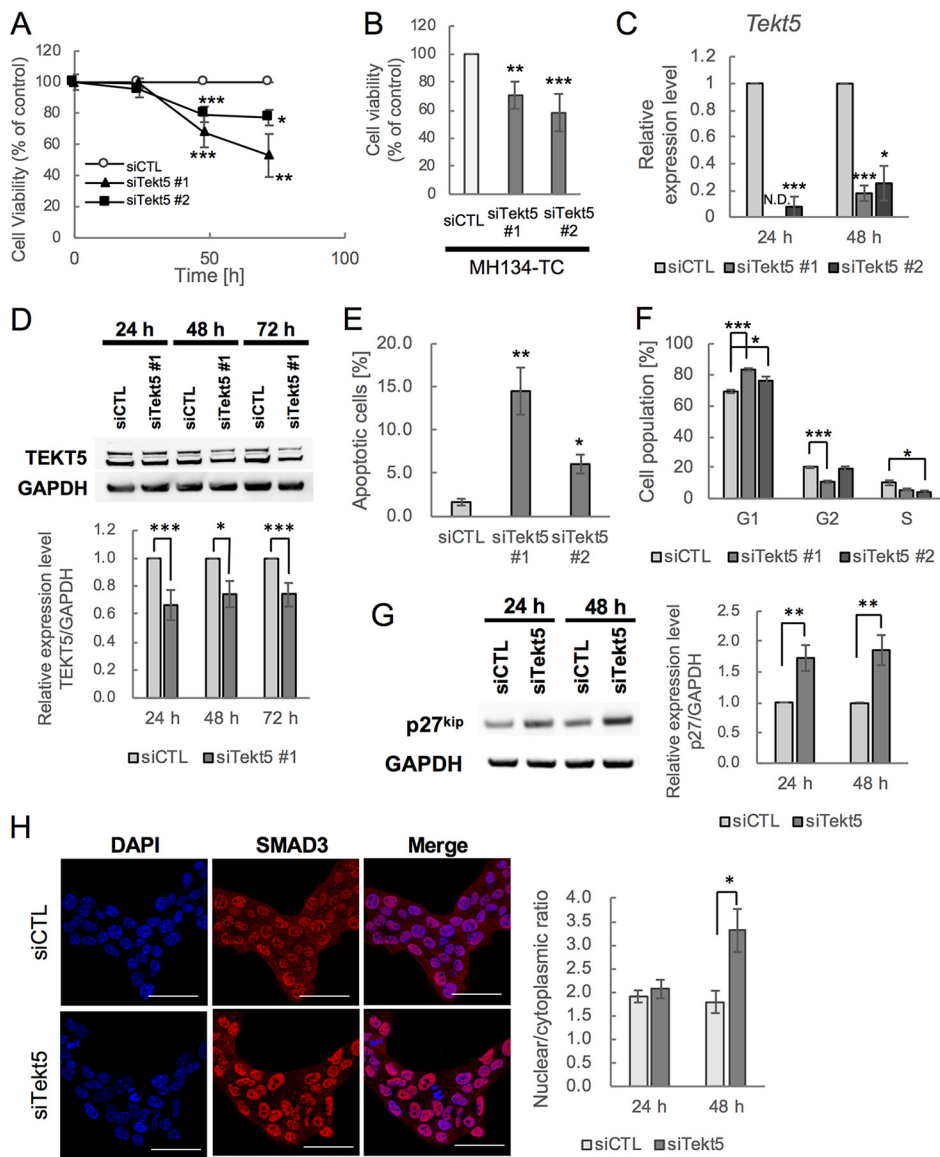 A
Cell Viability (% of control)
120
100
80
60
40
20
0
***
*
***
**
siCTL
siTekt5 #1
siTekt5 #2
0
50
100
Time [h]
B
Cell viability
(% of control)
120
100
80
60
40
20
0
**
***
siCTL
siTekt5
#1
siTekt5
#2
MH134-TC
C
Tekt5
Relative
expression level
1.2
1
0.8
0.6
0.4
0.2
0
N.D.
***
***
*
24 h
48 h
siCTL
siTekt5 #1
siTekt5 #2
D
24 h
48 h
72 h
siCTL
siTekt5 #1
siCTL
siTekt5 #1
siCTL
siTekt5 #1
TEKT5
GAPDH
Relative expression level
TEKT5/GAPDH
1.2
1.0
0.8
0.6
0.4
0.2
0.0
***
*
***
24 h
48 h
72 h
siCTL
siTekt5 #1
E
Apoptotic cells [%]
20.0
15.0
10.0
5.0
0.0
**
*
siCTL
siTekt5
#1
siTekt5
#2
F
Cell population [%]
100
80
60
40
20
0
***
*
***
*
G1
G2
S
siCTL
siTekt5 #1
siTekt5 #2
G
24 h
48 h
siCTL
siTekt5
siCTL
siTekt5
p27kip
GAPDH
Relative expression level
p27/GAPDH
2.5
2.0
1.5
1.0
0.5
0.0
**
**
24 h
48 h
siCTL
siTekt5
H
DAPI
SMAD3
Merge
siCTL
siTekt5
Nuclear/cytoplasmic ratio
4.0
3.5
3.0
2.5
2.0
1.5
1.0
0.5
0.0
*
24 h
48 h
siCTL
siTekt5